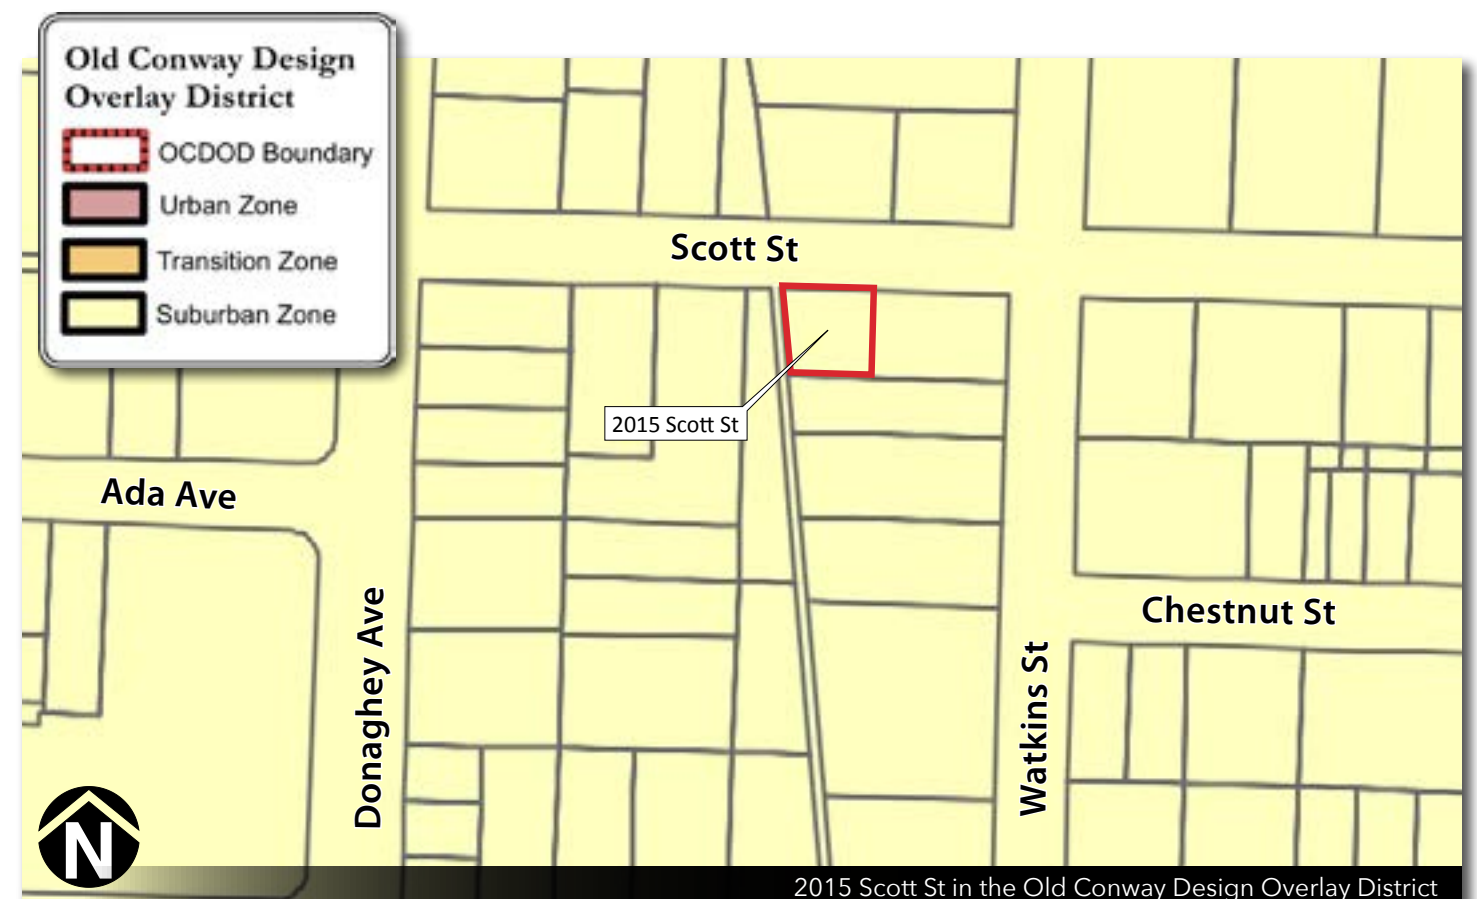 Old Conway Design
Overlay District
OCDOD Boundary
Urban Zone
Transition Zone
Suburban Zone
Scott St
2015 Scott St
Ada Ave
Donaghey Ave
Chestnut St
Watkins St
N
2015 Scott St in the Old Conway Design Overlay District